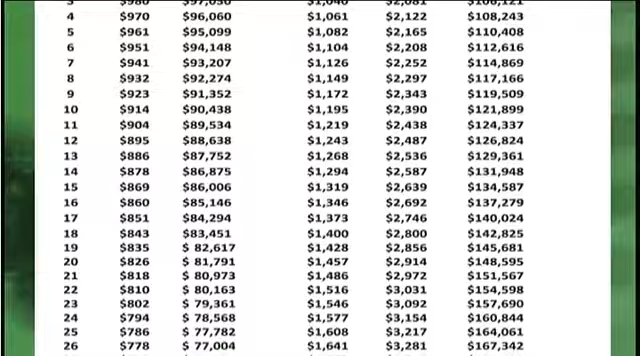 4 $970 $96,060 $1,061 $2,122 $108,243
5 $961 $95,099 $1,082 $2,165 $110,408
6 $951 $94,148 $1,104 $2,208 $112,616
7 $941 $93,207 $1,126 $2,252 $114,869
8 $932 $92,274 $1,149 $2,297 $117,166
9 $923 $91,352 $1,172 $2,343 $119,509
10 $914 $90,438 $1,195 $2,390 $121,899
11 $904 $89,534 $1,219 $2,438 $124,337
12 $895 $88,638 $1,243 $2,487 $126,824
13 $886 $87,752 $1,268 $2,536 $129,361
14 $878 $86,875 $1,294 $2,587 $131,948
15 $869 $86,006 $1,319 $2,639 $134,587
16 $860 $85,146 $1,346 $2,692 $137,279
17 $851 $84,294 $1,373 $2,746 $140,024
18 $843 $83,451 $1,400 $2,800 $142,825
19 $835 $ 82,617 $1,428 $2,856 $145,681
20 $826 $ 81,791 $1,457 $2,914 $148,595
21 $818 $ 80,973 $1,486 $2,972 $151,567
22 $810 $ 80,163 $1,516 $3,031 $154,598
23 $802 $ 79,361 $1,546 $3,092 $157,690
24 $794 $ 78,568 $1,577 $3,154 $160,844
25 $786 $ 77,782 $1,608 $3,217 $164,061
26 $778 $ 77,004 $1,641 $3,281 $167,342